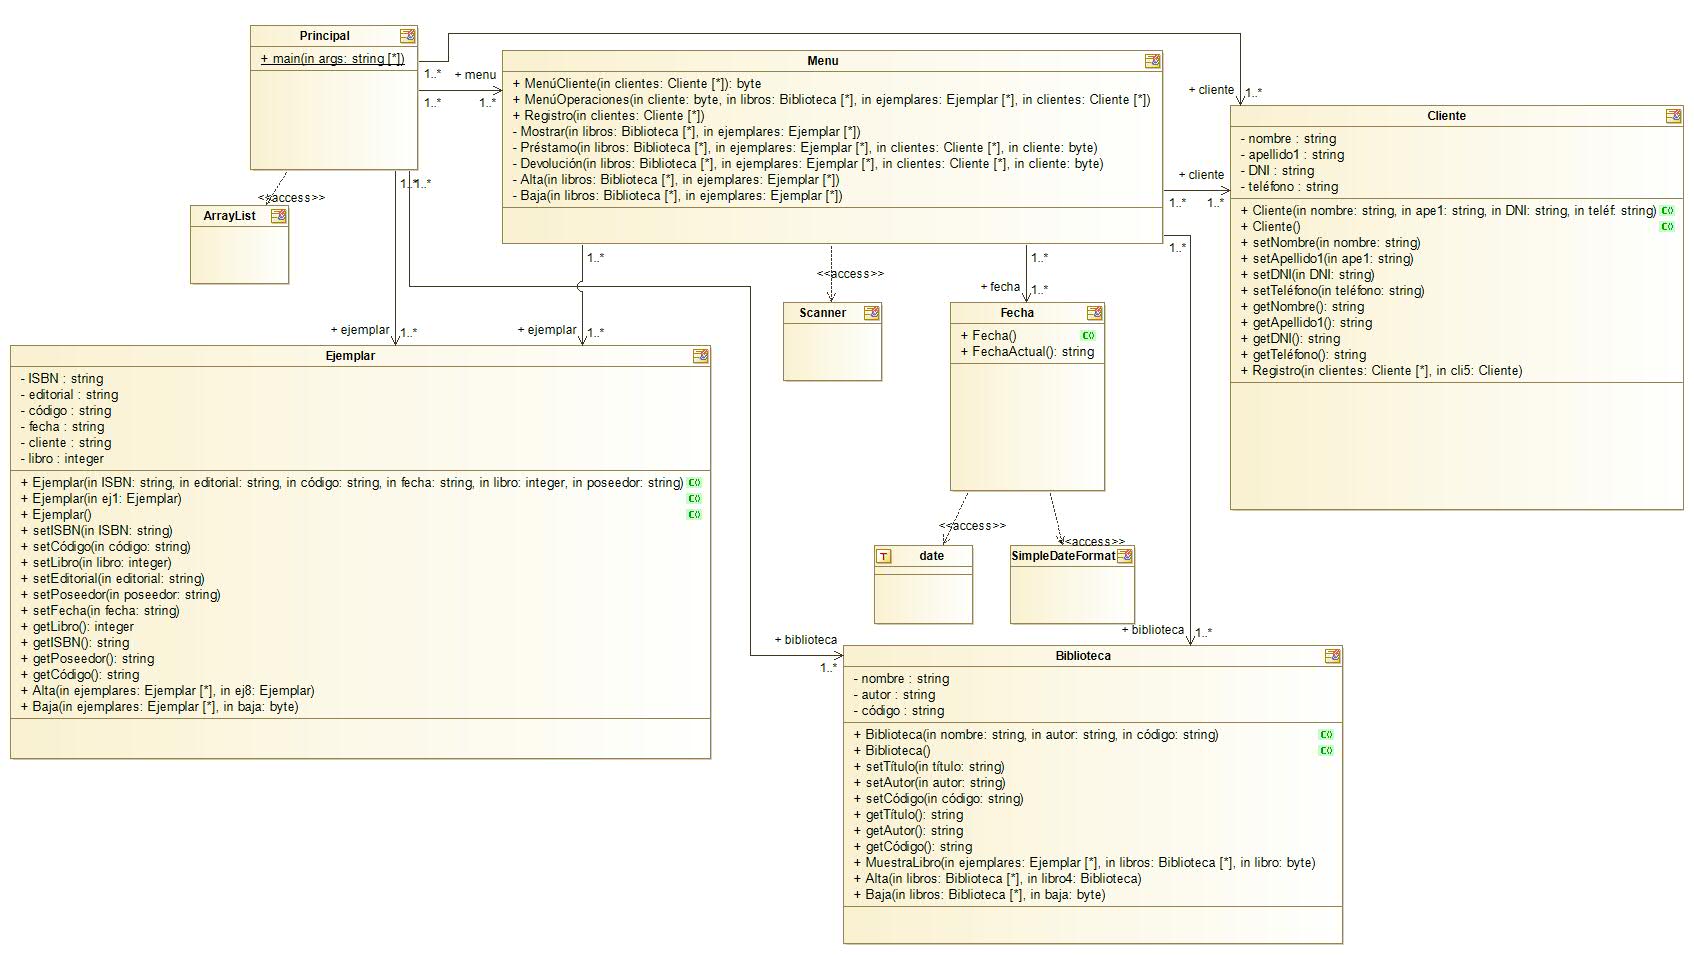 Principal
+ main(in args: string [*])
1..*
+ menu
1..*
1..*
1..*
1..*
<<access>>
ArrayList
Menu
+ MenúCliente(in clientes: Cliente [*]): byte
+ MenúOperaciones(in cliente: byte, in libros: Biblioteca [*], in ejemplares: Ejemplar [*], in clientes: Cliente [*])
+ Registro(in clientes: Cliente [*])
- Mostrar(in libros: Biblioteca [*], in ejemplares: Ejemplar [*])
- Préstamo(in libros: Biblioteca [*], in ejemplares: Ejemplar [*], in clientes: Cliente [*], in cliente: byte)
- Devolución(in libros: Biblioteca [*], in ejemplares: Ejemplar [*], in clientes: Cliente [*], in cliente: byte)
- Alta(in libros: Biblioteca [*], in ejemplares: Ejemplar [*])
- Baja(in libros: Biblioteca [*], in ejemplares: Ejemplar [*])
+ cliente
1..*
+ cliente
1..*
1..*
1..*
Cliente
- nombre : string
- apellido1 : string
- DNI : string
- teléfono : string
+ Cliente(in nombre: string, in ape1: string, in DNI: string, in teléf: string)
+ Cliente()
+ setNombre(in nombre: string)
+ setApellido1(in ape1: string)
+ setDNI(in DNI: string)
+ setTeléfono(in teléfono: string)
+ getNombre(): string
+ getApellido1(): string
+ getDNI(): string
+ getTeléfono(): string
+ Registro(in clientes: Cliente [*], in cli5: Cliente)
1..*
<<access>>
1..*
Scanner
+ fecha
1..*
Fecha
+ Fecha()
+ FechaActual(): string
<<access>>
<<access>>
T
date
SimpleDateFormat
+ ejemplar
1..*
+ ejemplar
1..*
Ejemplar
- ISBN : string
- editorial : string
- código : string
- fecha : string
- cliente : string
- libro : integer
+ Ejemplar(in ISBN: string, in editorial: string, in código: string, in fecha: string, in libro: integer, in poseedor: string)
+ Ejemplar(in ej1: Ejemplar)
+ Ejemplar()
+ setISBN(in ISBN: string)
+ setCódigo(in código: string)
+ setLibro(in libro: integer)
+ setEditorial(in editorial: string)
+ setPoseedor(in poseedor: string)
+ setFecha(in fecha: string)
+ getLibro(): integer
+ getISBN(): string
+ getPoseedor(): string
+ getCódigo(): string
+ Alta(in ejemplares: Ejemplar [*], in ej8: Ejemplar)
+ Baja(in ejemplares: Ejemplar [*], in baja: byte)
+ biblioteca
1..*
+ biblioteca
1..*
Biblioteca
- nombre : string
- autor : string
- código : string
+ Biblioteca(in nombre: string, in autor: string, in código: string)
+ Biblioteca()
+ setTítulo(in título: string)
+ setAutor(in autor: string)
+ setCódigo(in código: string)
+ getTítulo(): string
+ getAutor(): string
+ getCódigo(): string
+ MuestraLibro(in ejemplares: Ejemplar [*], in libros: Biblioteca [*], in libro: byte)
+ Alta(in libros: Biblioteca [*], in libro4: Biblioteca)
+ Baja(in libros: Biblioteca [*], in baja: byte)